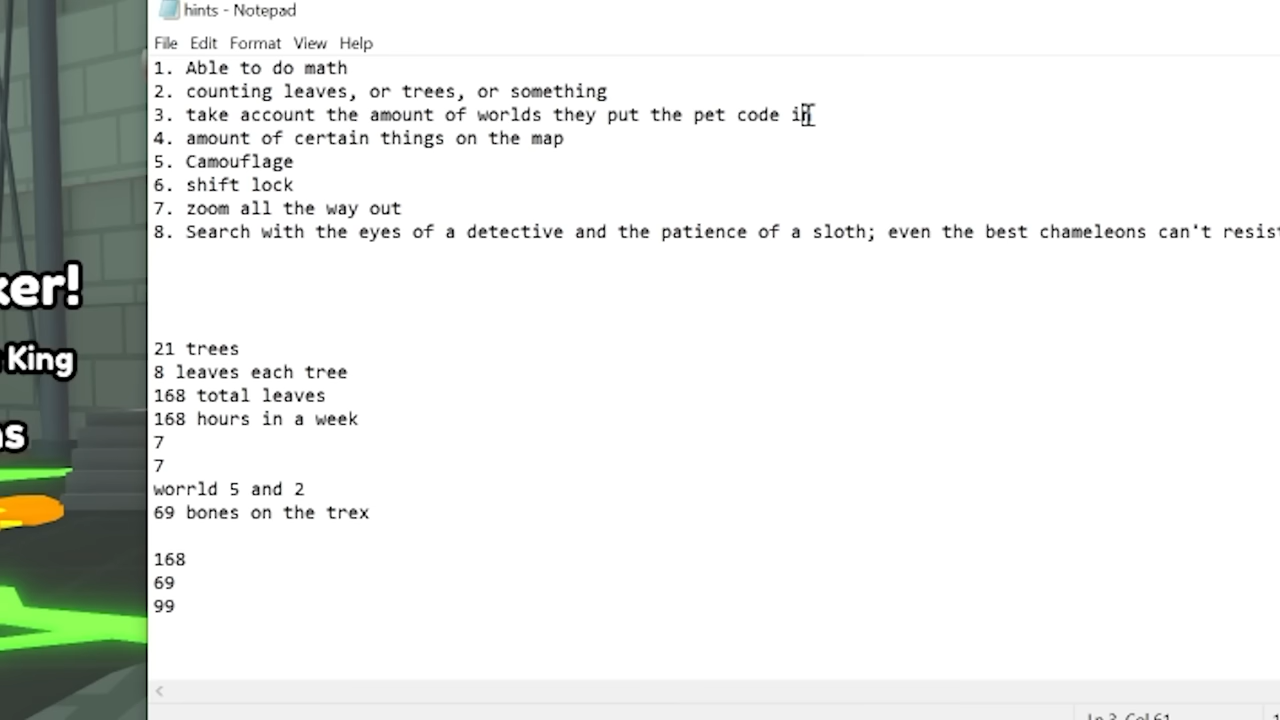 hints - Notepad
File Edit Format View Help
1. Able to do math
2. counting leaves, or trees, or something
3. take account the amount of worlds they put the pet code in
4. amount of certain things on the map
5. Camouflage
6. shift lock
7. zoom all the way out
8. Search with the eyes of a detective and the patience of a sloth; even the best chameleons can't resist
21 trees
8 leaves each tree
168 total leaves
168 hours in a week
7
7
worrld 5 and 2
69 bones on the trex
168
69
99
ker!
King
as
Ln 3, Col 61